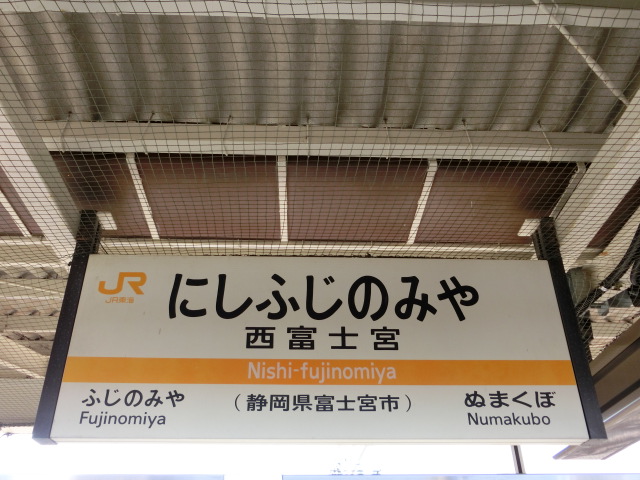 JR
JR東海
にしふじのみや
西富士宮
Nishi-fujinomiya
ふじのみや
Fujinomiya
(静岡県富士宮市)
ぬまくぼ
Numakubo